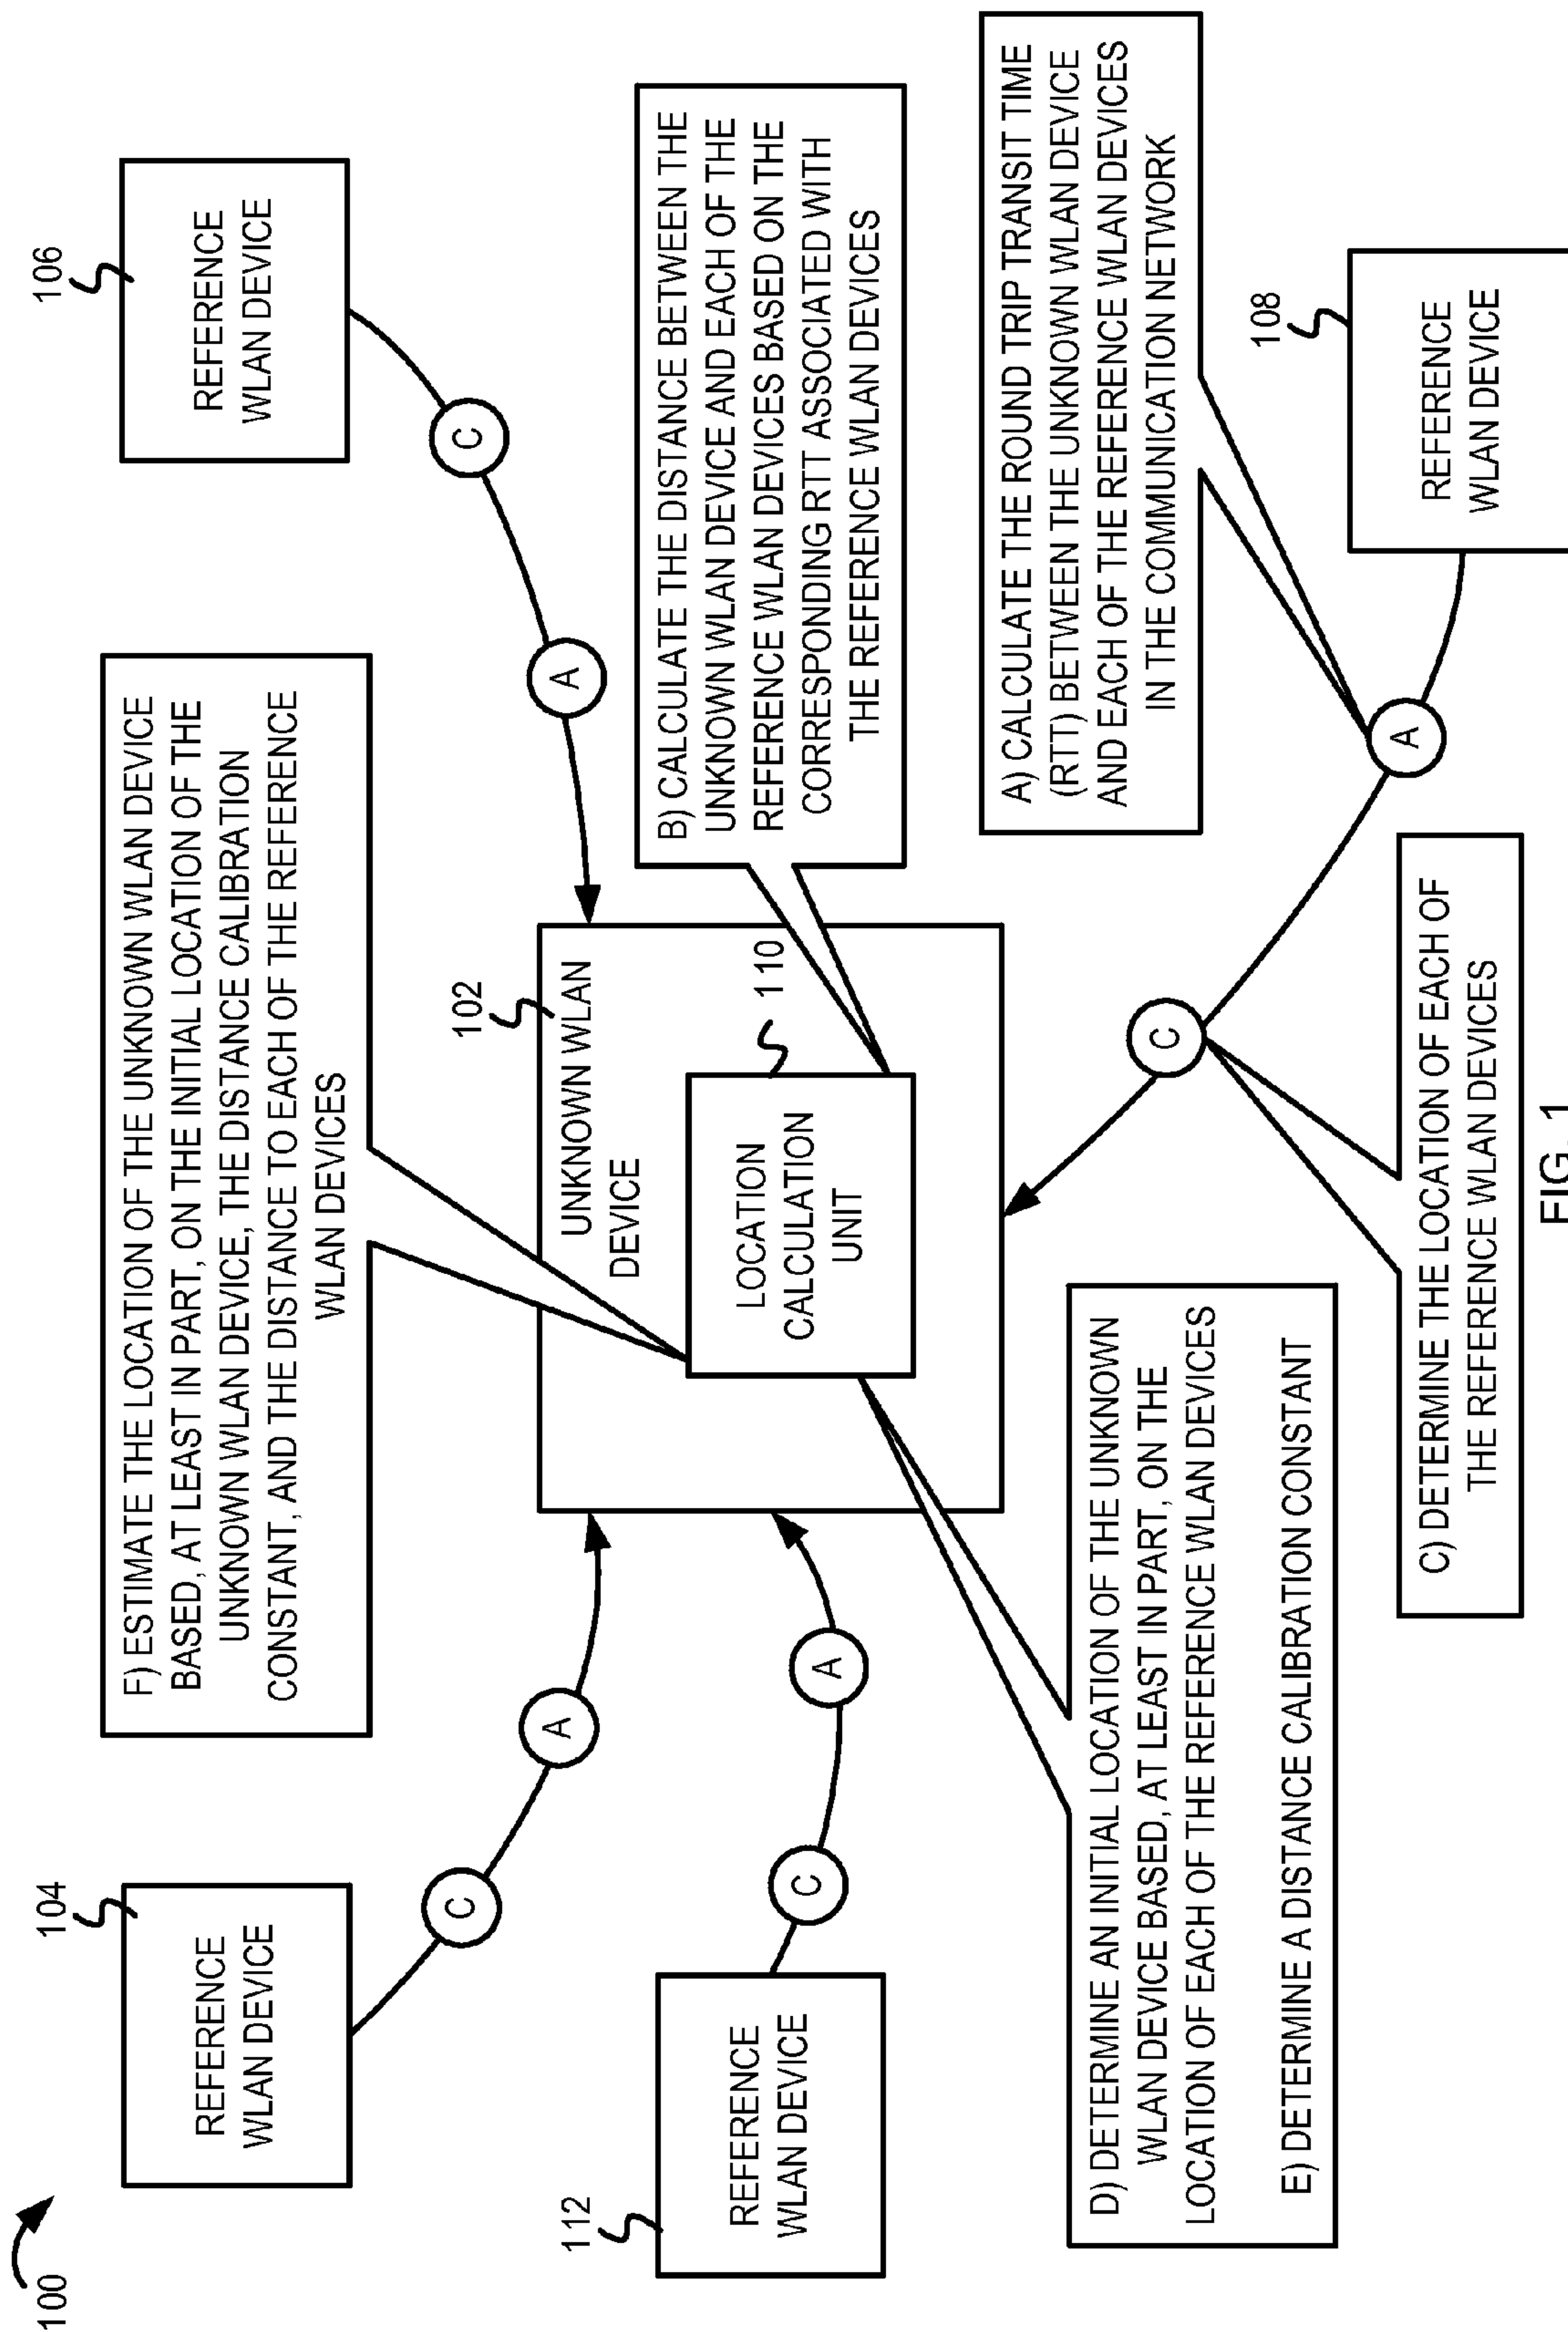 100
104
REFERENCE
WLAN DEVICE
F) ESTIMATE THE LOCATION OF THE UNKNOWN WLAN DEVICE
BASED, AT LEAST IN PART, ON THE INITIAL LOCATION OF THE
UNKNOWN WLAN DEVICE, THE DISTANCE CALIBRATION
CONSTANT, AND THE DISTANCE TO EACH OF THE REFERENCE
WLAN DEVICES
106
REFERENCE
WLAN DEVICE
C
A
C
A
112
REFERENCE
WLAN DEVICE
C
A
102
UNKNOWN WLAN
DEVICE
110
LOCATION
CALCULATION
UNIT
B) CALCULATE THE DISTANCE BETWEEN THE
UNKNOWN WLAN DEVICE AND EACH OF THE
REFERENCE WLAN DEVICES BASED ON THE
CORRESPONDING RTT ASSOCIATED WITH
THE REFERENCE WLAN DEVICES
D) DETERMINE AN INITIAL LOCATION OF THE UNKNOWN
WLAN DEVICE BASED, AT LEAST IN PART, ON THE
LOCATION OF EACH OF THE REFERENCE WLAN DEVICES
E) DETERMINE A DISTANCE CALIBRATION CONSTANT
C
A
A) CALCULATE THE ROUND TRIP TRANSIT TIME
(RTT) BETWEEN THE UNKNOWN WLAN DEVICE
AND EACH OF THE REFERENCE WLAN DEVICES
IN THE COMMUNICATION NETWORK
108
REFERENCE
WLAN DEVICE
C) DETERMINE THE LOCATION OF EACH OF
THE REFERENCE WLAN DEVICES
FIG. 1